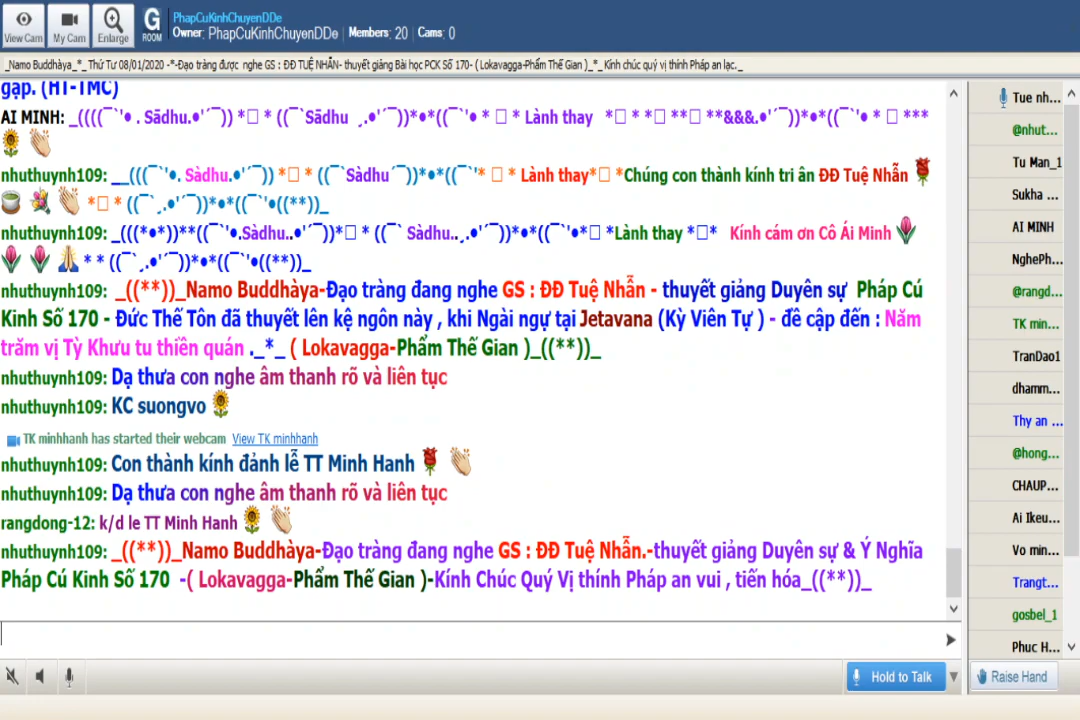 View Cam
My Cam
Enlarge
G
ROOM
PhapCuKinhChuyenDDe
Owner: PhapCuKinhChuyenDDe Members: 20 Cams: 0
_Namo Buddhàya_*_ Thứ Tư 08/01/2020 -*-Đạo tràng được nghe GS : ĐĐ TUỆ NHẪN- thuyết giảng Bài học PCK Số 170- ( Lokavagga-Phẩm Thế Gian )_*_ Kính chúc quý vị thính Pháp an lạc._
gạp. (HT-TMC)
AI MINH: _((((¯`'• . Sādhu.•'´¯)) *□ * ((¯`Sādhu ¸.•'´¯))*•*((¯`'• * □ * Lành thay *□ * *□ **□ **&&&.•'´¯))*•*((¯`'• * □ ***
🌻 👏
nhuthuynh109: __(((¯`'•. Sàdhu.•'´¯)) *□ * ((¯`Sàdhu´¯))*•*((¯`'* □ * Lành thay*□ *Chúng con thành kính tri ân ĐĐ Tuệ Nhẫn 🌹
🍵 💐 👏 *□ * ((¯`¸.•'´¯))*•*((¯`'•((**))_
nhuthuynh109: _(((*•*))**((¯`'•.Sàdhu..•'´¯))*□ * ((¯` Sàdhu..¸.•'´¯))*•*((¯`'•*□ *Lành thay *□* Kính cám ơn Cô Ái Minh 🌷
🌷 🌷 🙏 * * ((¯`¸.•'´¯))*•*((¯`'•((**))_
nhuthuynh109: _((**))_Namo Buddhàya-Đạo tràng đang nghe GS : ĐĐ Tuệ Nhẫn - thuyết giảng Duyên sự Pháp Cú
Kinh Số 170 - Đức Thế Tôn đã thuyết lên kệ ngôn này , khi Ngài ngự tại Jetavana (Kỳ Viên Tự ) - đề cập đến : Năm
trăm vị Tỳ Khưu tu thiền quán ._*_ ( Lokavagga-Phẩm Thế Gian )_((**))_
nhuthuynh109: Dạ thưa con nghe âm thanh rõ và liên tục
nhuthuynh109: KC suongvo 🌻
TK minhhanh has started their webcam View TK minhhanh
nhuthuynh109: Con thành kính đảnh lễ TT Minh Hanh 🌹 👏
nhuthuynh109: Dạ thưa con nghe âm thanh rõ và liên tục
rangdong-12: k/d le TT Minh Hanh 🌻 👏
nhuthuynh109: _((**))_Namo Buddhàya-Đạo tràng đang nghe GS : ĐĐ Tuệ Nhẫn.-thuyết giảng Duyên sự & Ý Nghĩa
Pháp Cú Kinh Số 170 -( Lokavagga-Phẩm Thế Gian )-Kính Chúc Quý Vị thính Pháp an vui , tiến hóa_((**))_
Hold to Talk
Tue nh...
@nhut...
Tu Man_1
Sukha ...
AI MINH
NghePh...
@rangd...
TK min...
TranDao1
dhamm...
Thy an ...
@hong...
CHAUP...
Ai Ikeu...
Vo min...
Trangt...
gosbel_1
Phuc H...
Raise Hand